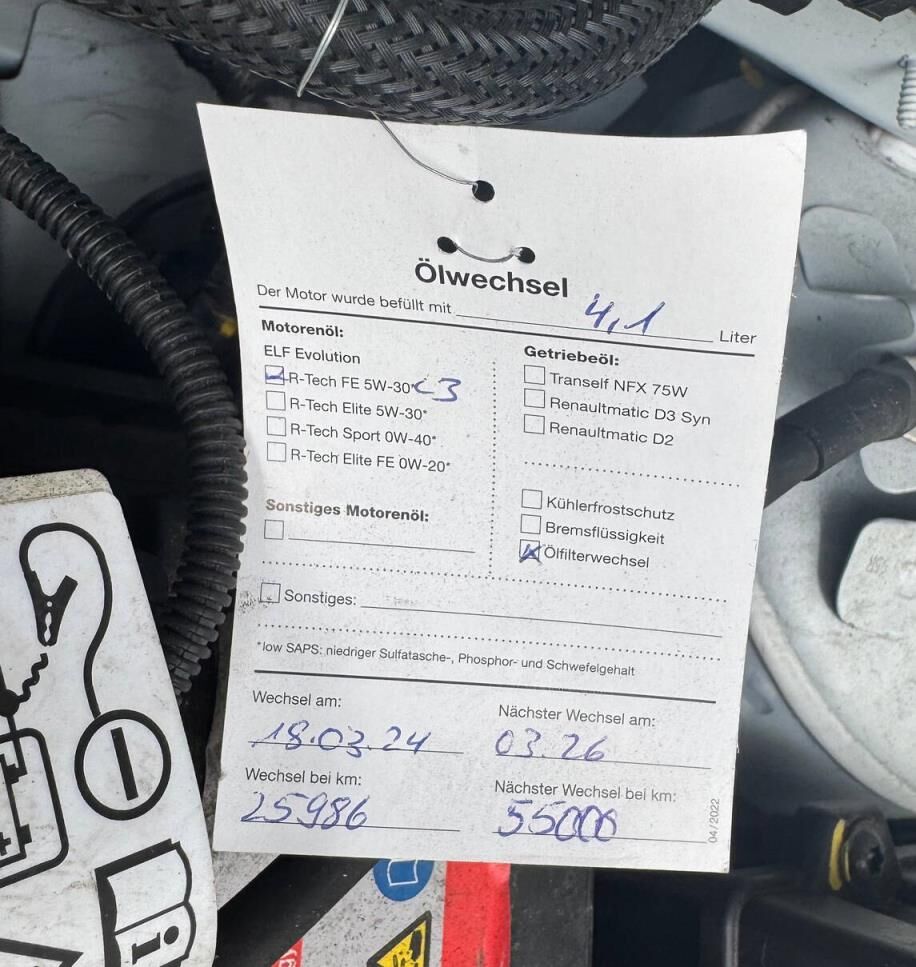 Ölwechsel
Der Motor wurde befüllt mit 4,1 Liter
Motorenöl:
ELF Evolution
R-Tech FE 5W-30* C3
R-Tech Elite 5W-30*
R-Tech Sport 0W-40*
R-Tech Elite FE 0W-20*
Sonstiges Motorenöl:
Getriebeöl:
Tranself NFX 75W
Renaultmatic D3 Syn
Renaultmatic D2
Kühlerfrostschutz
Bremsflüssigkeit
Ölfilterwechsel
Sonstiges:
*low SAPS: niedriger Sulfatasche-, Phosphor- und Schwefelgehalt
Wechsel am:
18.03.24
Nächster Wechsel am:
03.26
Wechsel bei km:
25986
Nächster Wechsel bei km:
55000
04/2022